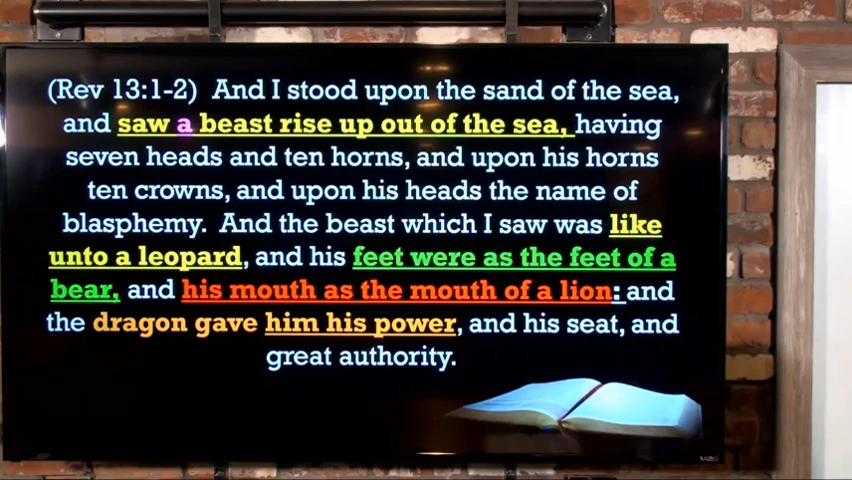 (Rev 13:1-2)  And I stood upon the sand of the sea,
and saw a beast rise up out of the sea, having
seven heads and ten horns, and upon his horns
ten crowns, and upon his heads the name of
blasphemy.  And the beast which I saw was like
unto a leopard, and his feet were as the feet of a
bear, and his mouth as the mouth of a lion: and
the dragon gave him his power, and his seat, and
great authority.
VIZIO